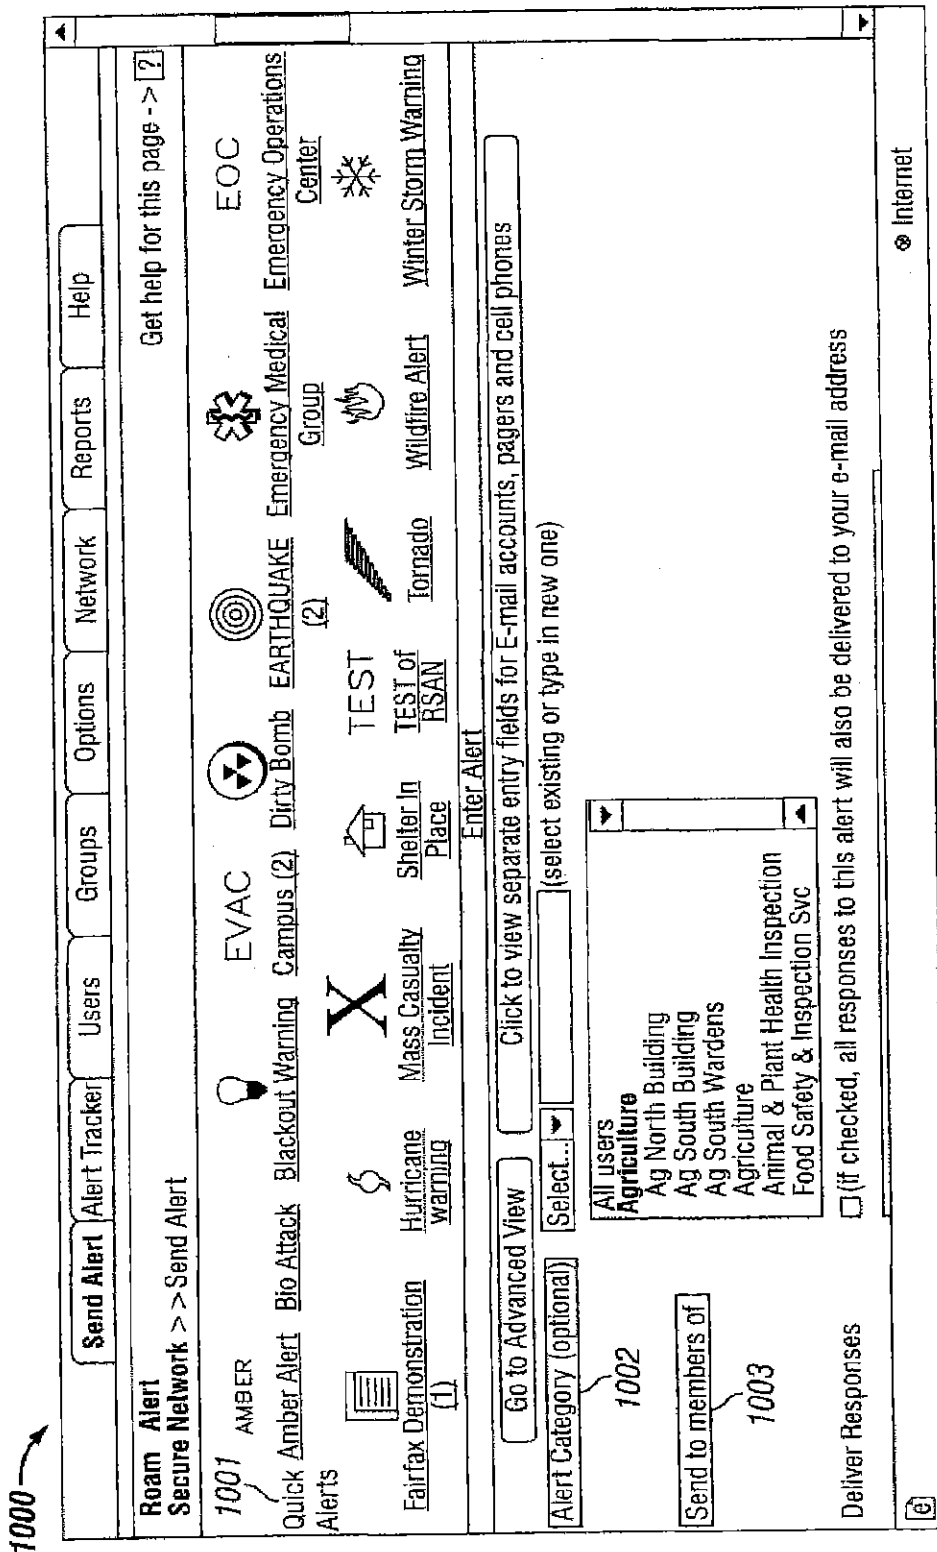 1000
Send Alert Alert Tracker Users Groups Options Network Reports Help
Roam Alert
Secure Network > > Send Alert
Get help for this page - > ?
1001
AMBER EVAC EOC
Quick Alerts
Amber Alert Bio Attack Blackout Warning Campus (2) Dirty Bomb EARTHQUAKE (2) Emergency Medical Group Emergency Operations Center
X TEST
Fairfax Demonstration (1) Hurricane warning Mass Casualty Incident Shelter In Place TEST of RSAN Tornado Wildfire Alert Winter Storm Warning
Enter Alert
Go to Advanced View Click to view separate entry fields for E-mail accounts, pagers and cell phones
Alert Category (optional) Select... (select existing or type in new one)
1002
All users
Agriculture
Ag North Building
Ag South Building
Ag South Wardens
Agriculture
Animal & Plant Health Inspection
Food Safety & Inspection Svc
Send to members of
1003
Deliver Responses (if checked, all responses to this alert will also be delivered to your e-mail address
e Internet